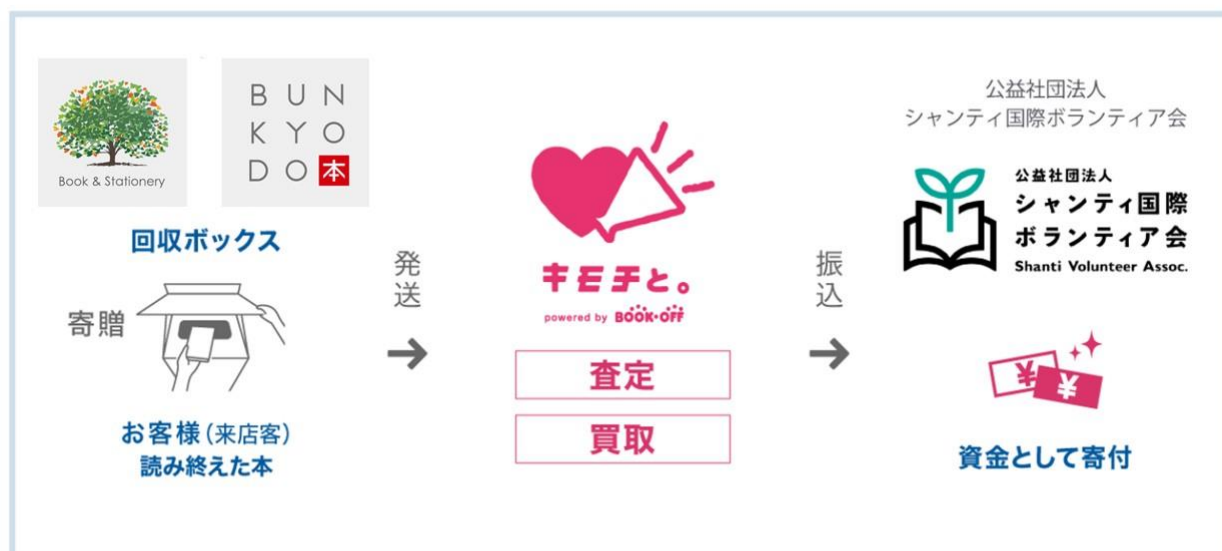 Book & Stationery
BUN
KYO
DO本
回収ボックス
寄贈
お客様(来店客)
読み終えた本
発送
キモチと。
powered by BOOK・OFF
査定
買取
振込
公益社団法人
シャンティ国際ボランティア会
公益社団法人
シャンティ国際
ボランティア会
Shanti Volunteer Assoc.
¥
¥
資金として寄付